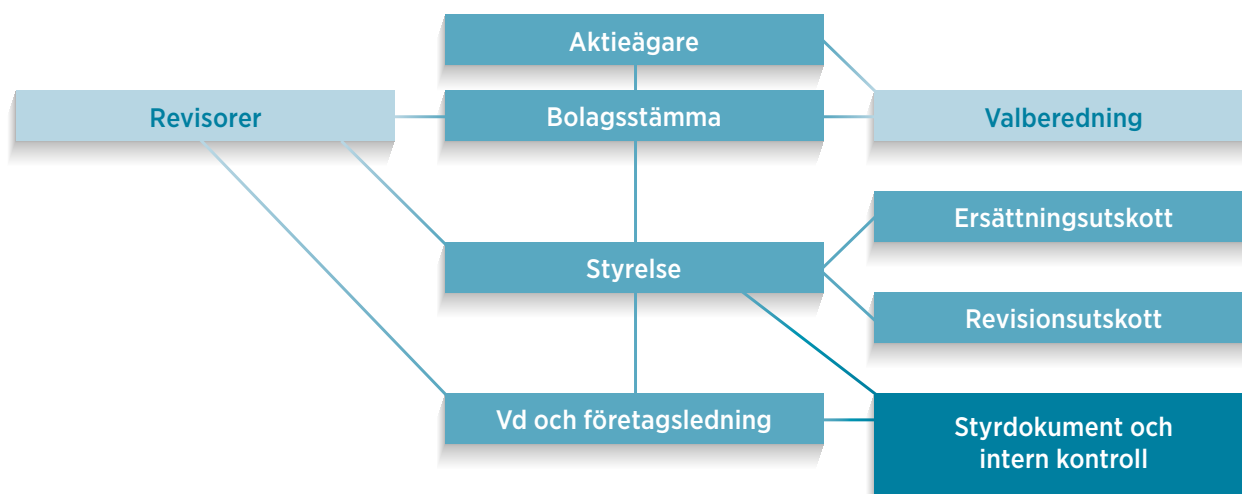 Aktieägare
Revisorer
Bolagsstämma
Valberedning
Ersättningsutskott
Styrelse
Revisionsutskott
Vd och företagsledning
Styrdokument och
intern kontroll